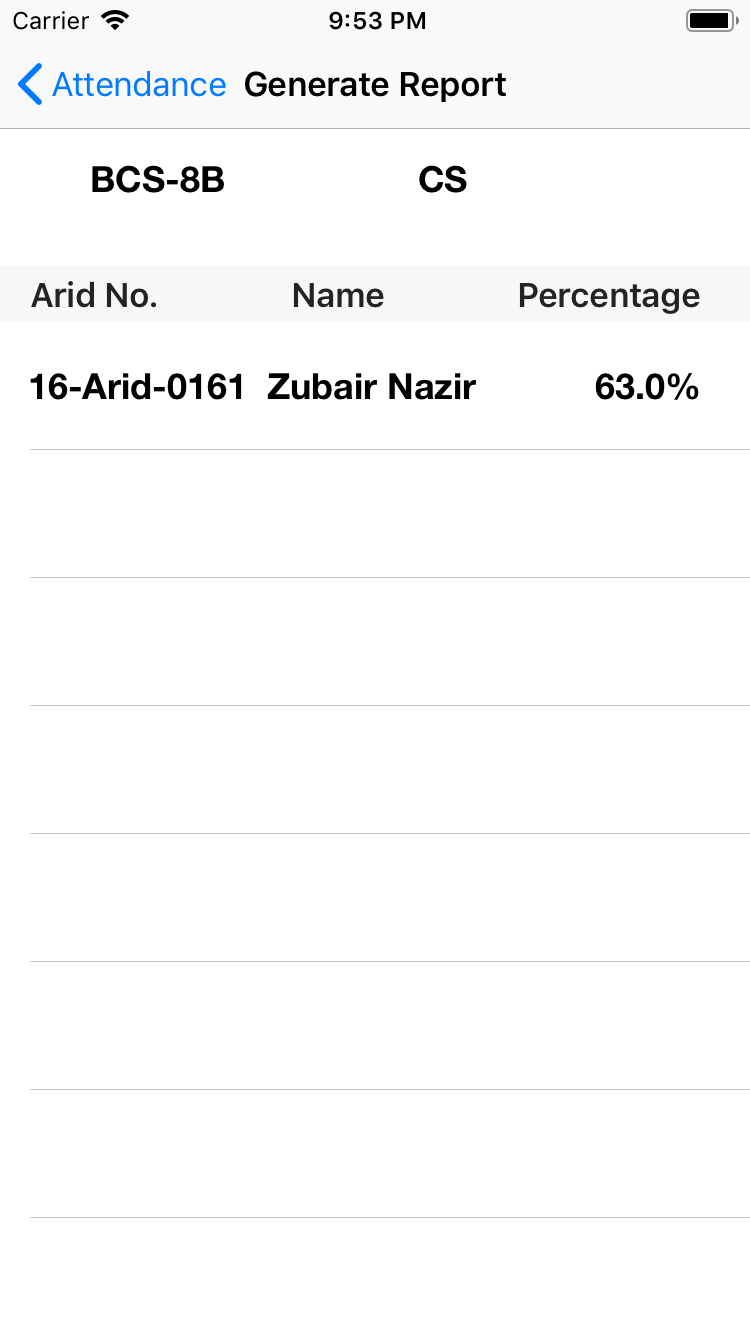 Carrier 9:53 PM
Attendance Generate Report
BCS-8B CS
Arid No. Name Percentage
16-Arid-0161 Zubair Nazir 63.0%